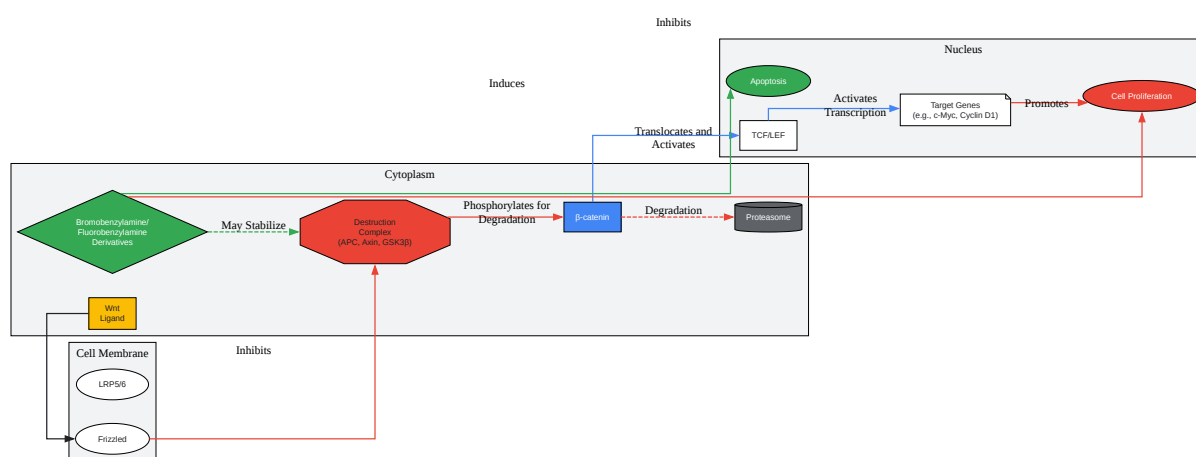 Inhibits
Nucleus
Induces
Apoptosis
Activates
Transcription
Target Genes
(e.g., c-Myc, Cyclin D1)
Promotes
Cell Proliferation
Translocates and
Activates
TCF/LEF
Cytoplasm
Bromobenzylamine/
Fluorobenzylamine
Derivatives
May Stabilize
Destruction
Complex
(APC, Axin, GSK3β)
Phosphorylates for
Degradation
β-catenin
Degradation
Proteasome
Wnt
Ligand
Cell Membrane
Inhibits
LRP5/6
Frizzled